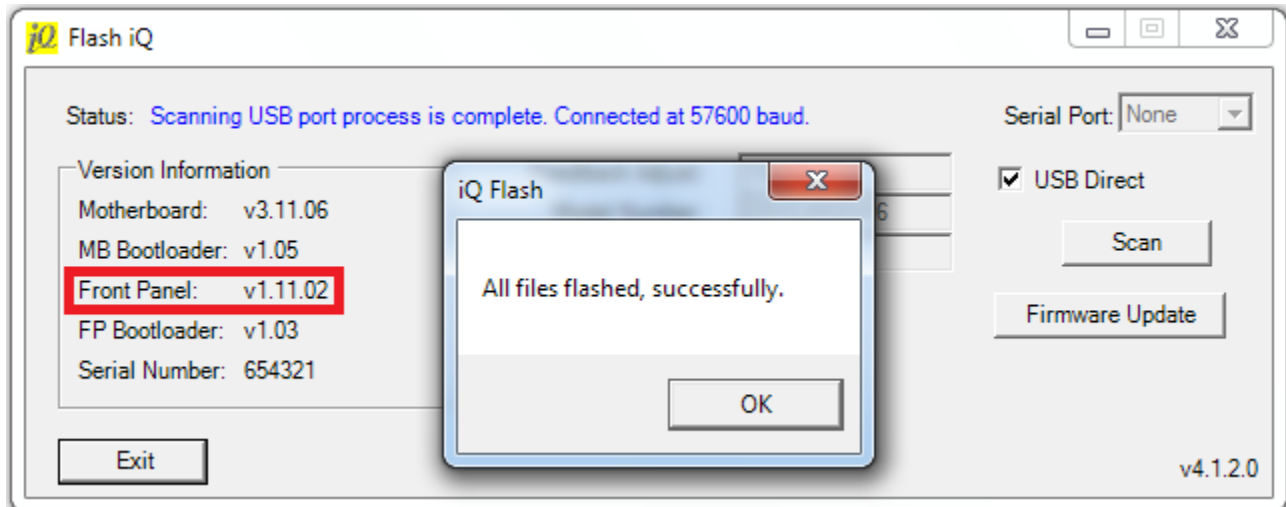 iQ Flash iQ
Status: Scanning USB port process is complete. Connected at 57600 baud.
Serial Port: None
Version Information
Motherboard: v3.11.06
MB Bootloader: v1.05
Front Panel: v1.11.02
FP Bootloader: v1.03
Serial Number: 654321
iQ Flash
All files flashed, successfully.
OK
6
USB Direct
Scan
Firmware Update
Exit
v4.1.2.0